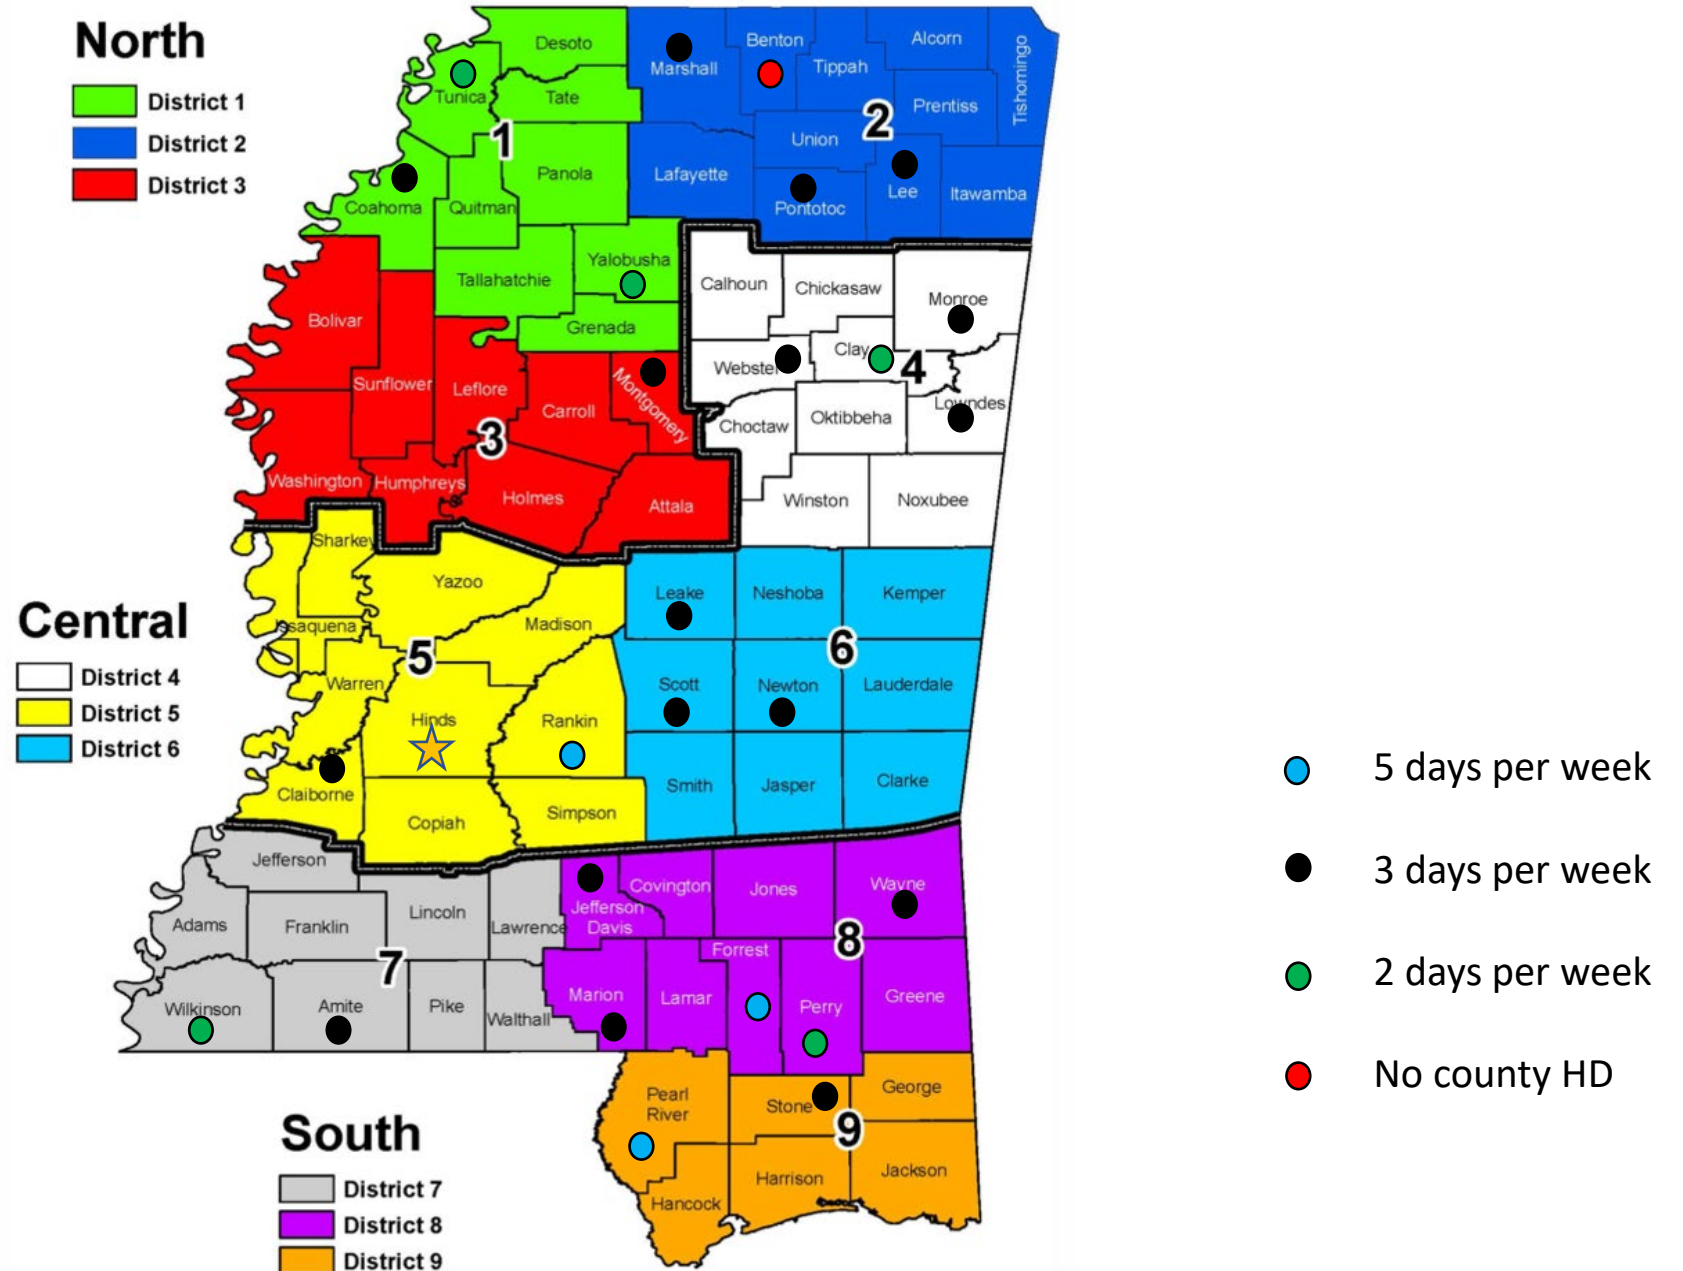 North
District 1
District 2
District 3
Desoto
Tunica
Tate
1
Panola
Coahoma
Quitman
Tallahatchie
Yalobusha
Grenada
Marshall
Benton
Tippah
Alcorn
Tishomingo
Prentiss
2
Union
Lafayette
Pontotoc
Lee
Itawamba
Bolivar
Sunflower
Leflore
Carroll
Montgomery
3
Washington
Humphreys
Holmes
Attala
Calhoun
Chickasaw
Monroe
Webster
Clay
4
Lowndes
Choctaw
Oktibbeha
Winston
Noxubee
Central
District 4
District 5
District 6
Sharkey
Yazoo
Issaquena
Madison
5
Warren
Hinds
Rankin
Claiborne
Copiah
Simpson
Leake
Neshoba
Kemper
6
Scott
Newton
Lauderdale
Smith
Jasper
Clarke
5 days per week
3 days per week
2 days per week
No county HD
Jefferson
Adams
Franklin
Lincoln
Lawrence
7
Wilkinson
Amite
Pike
Walthall
Jefferson
Davis
Covington
Jones
Wayne
8
Forrest
Marion
Lamar
Perry
Greene
South
District 7
District 8
District 9
Pearl
River
Stone
George
9
Hancock
Harrison
Jackson